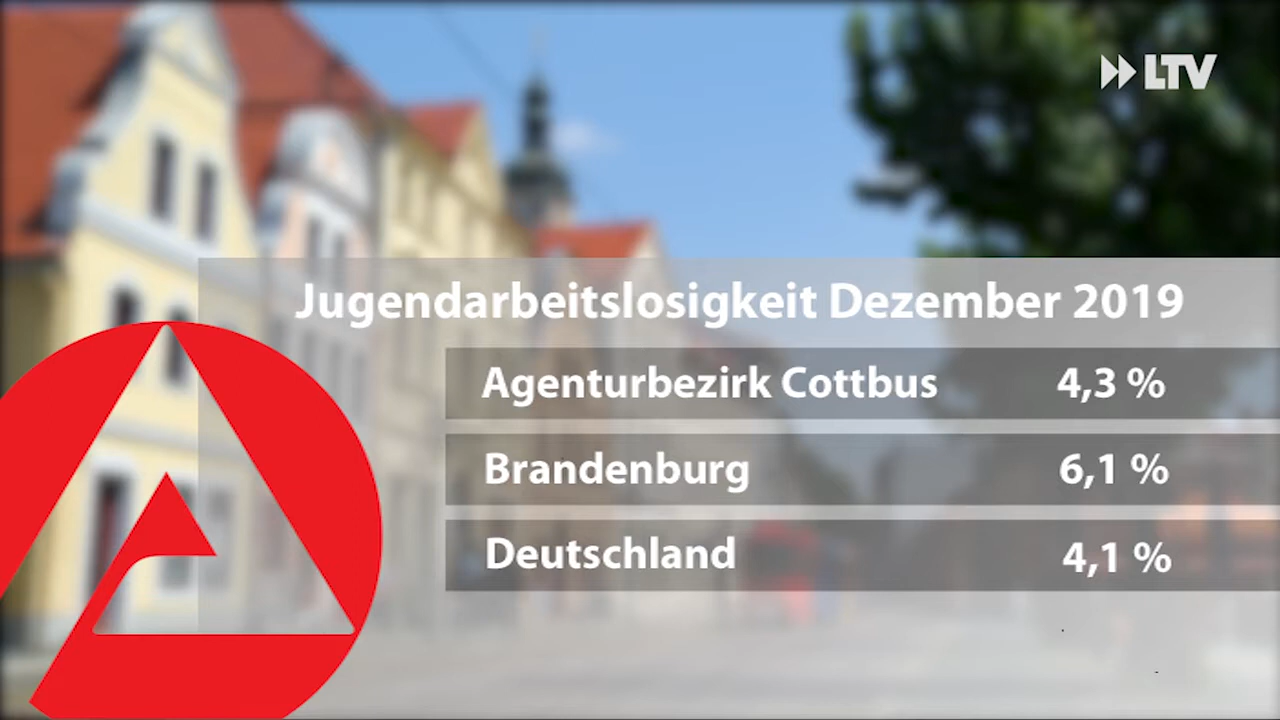 LTV
Jugendarbeitslosigkeit Dezember 2019
Agenturbezirk Cottbus 4,3 %
Brandenburg 6,1 %
Deutschland 4,1 %